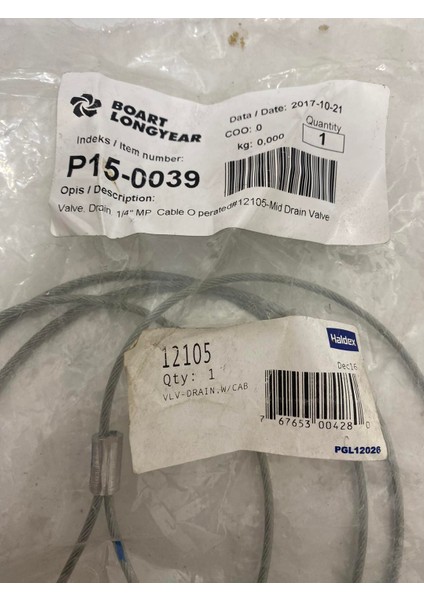 BOART
LONGYEAR
Data / Date: 2017-10-21
COO: 0
kg: 0,000
Quantity
1
Indeks / Item number:
P15-0039
Opis / Description:
Valve, Drain, 1/4" MP, Cable Operated#12105-Mid Drain Valve
Haldex
12105
Qty: 1
VLV-DRAIN,W/CAB
Dec16
7 67653 00428 0
PGL12026